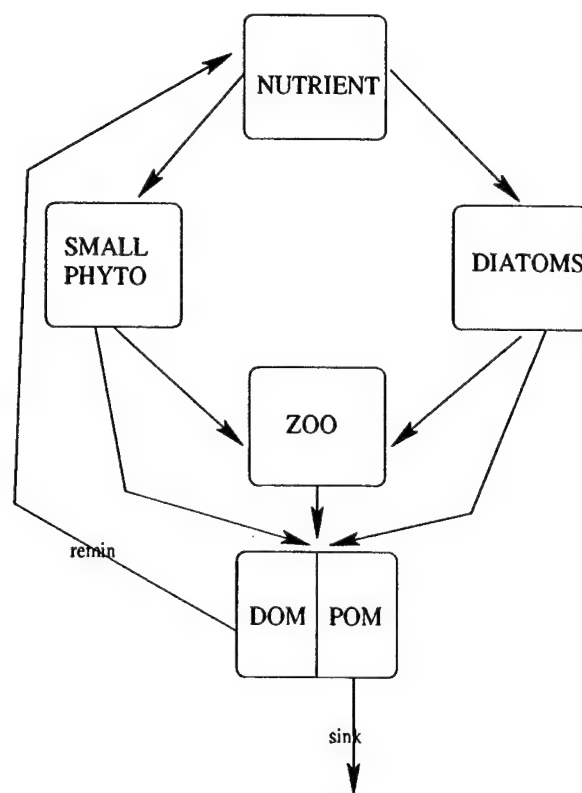 NUTRIENT
SMALL
PHYTO
DIATOMS
ZOO
remin
DOM POM
sink